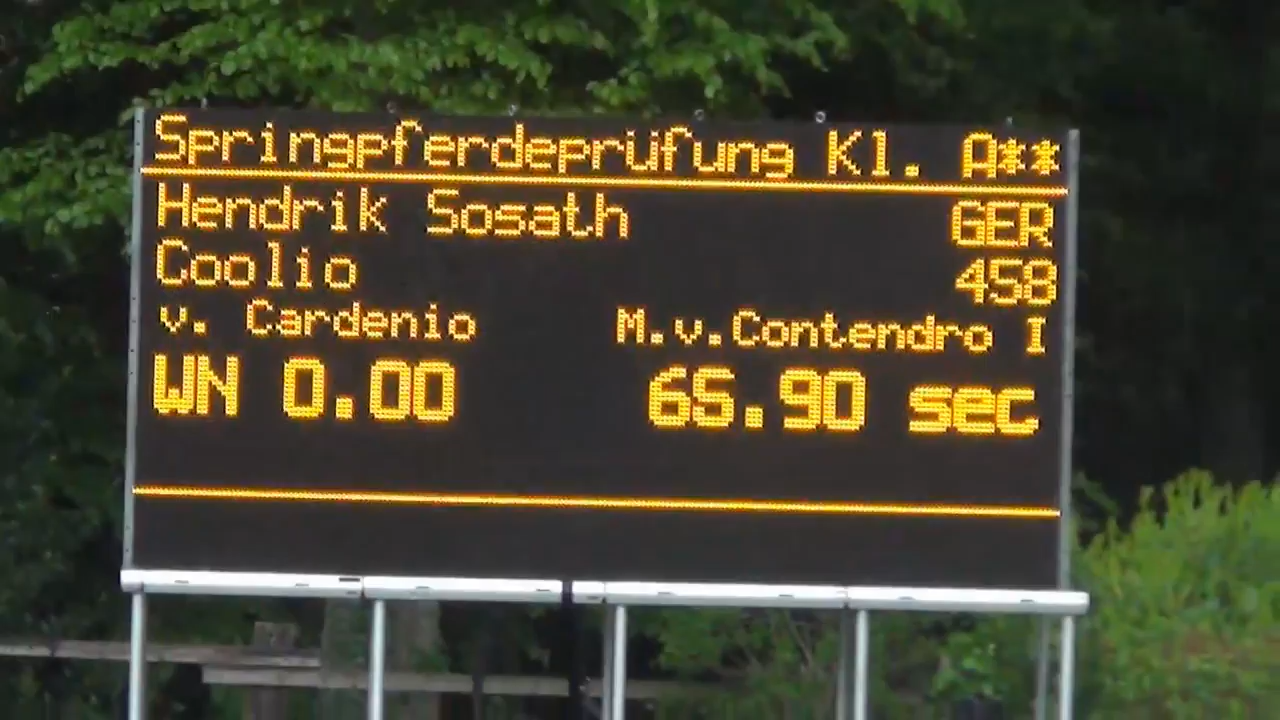 Springpferdeprüfung Kl. A**
Hendrik Sosath GER
Coolio 458
v. Cardenio M.v.Contendro I
WN 0.00 65.90 sec